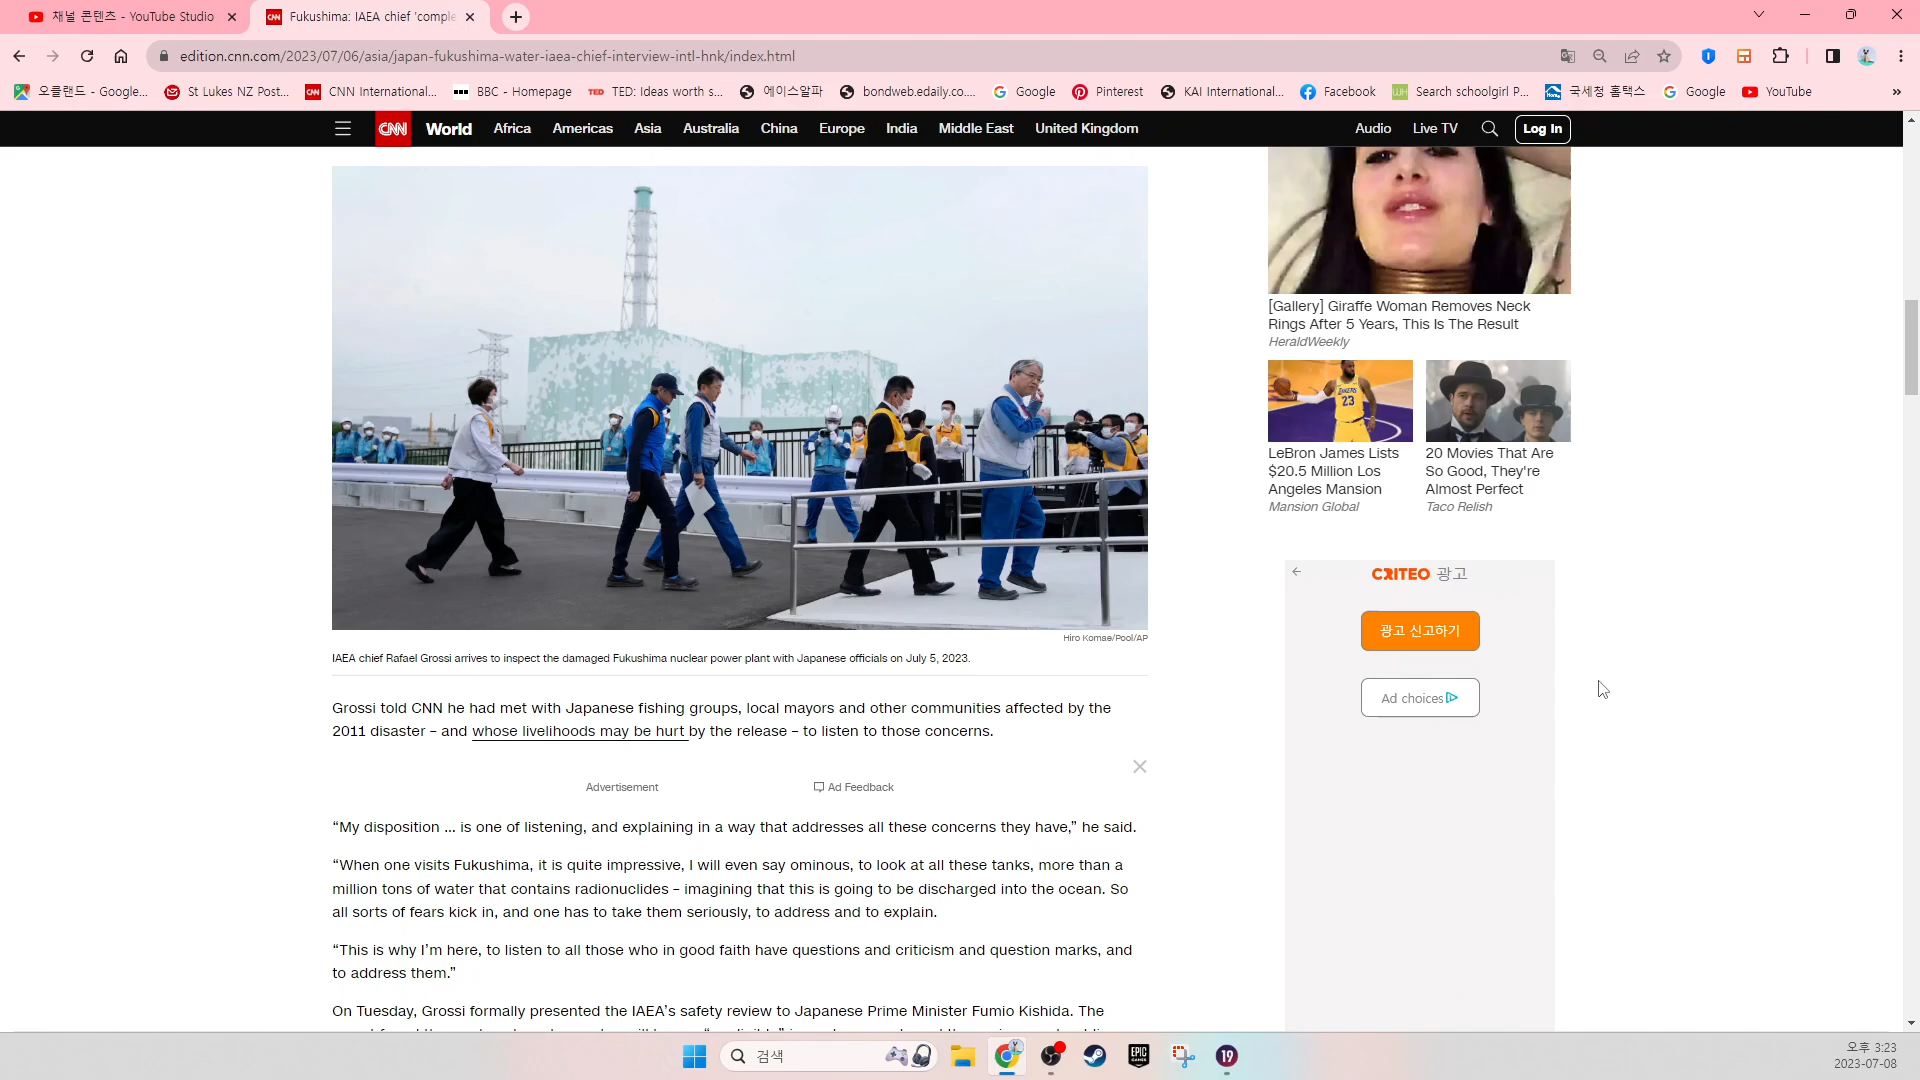 채널 콘텐츠 - YouTube Studio
Fukushima: IAEA chief 'comple
edition.cnn.com/2023/07/06/asia/japan-fukushima-water-iaea-chief-interview-intl-hnk/index.html
오클랜드 - Google...
St Lukes NZ Post...
CNN International...
BBC - Homepage
TED: Ideas worth s...
에이스알파
bondweb.edaily.co....
Google
Pinterest
KAI International...
Facebook
Search schoolgirl P...
국세청 홈택스
Google
YouTube
CNN World Africa Americas Asia Australia China Europe India Middle East United Kingdom
Audio Live TV Log In
Hiro Komae/Pool/AP
IAEA chief Rafael Grossi arrives to inspect the damaged Fukushima nuclear power plant with Japanese officials on July 5, 2023.
Grossi told CNN he had met with Japanese fishing groups, local mayors and other communities affected by the
2011 disaster – and whose livelihoods may be hurt by the release – to listen to those concerns.
Advertisement
Ad Feedback
“My disposition ... is one of listening, and explaining in a way that addresses all these concerns they have,” he said.
“When one visits Fukushima, it is quite impressive, I will even say ominous, to look at all these tanks, more than a
million tons of water that contains radionuclides – imagining that this is going to be discharged into the ocean. So
all sorts of fears kick in, and one has to take them seriously, to address and to explain.
“This is why I’m here, to listen to all those who in good faith have questions and criticism and question marks, and
to address them.”
On Tuesday, Grossi formally presented the IAEA’s safety review to Japanese Prime Minister Fumio Kishida. The
[Gallery] Giraffe Woman Removes Neck
Rings After 5 Years, This Is The Result
HeraldWeekly
LeBron James Lists
$20.5 Million Los
Angeles Mansion
Mansion Global
20 Movies That Are
So Good, They're
Almost Perfect
Taco Relish
CRITEO 광고
광고 신고하기
Ad choices
검색
EPIC GAMES
19
오후 3:23
2023-07-08